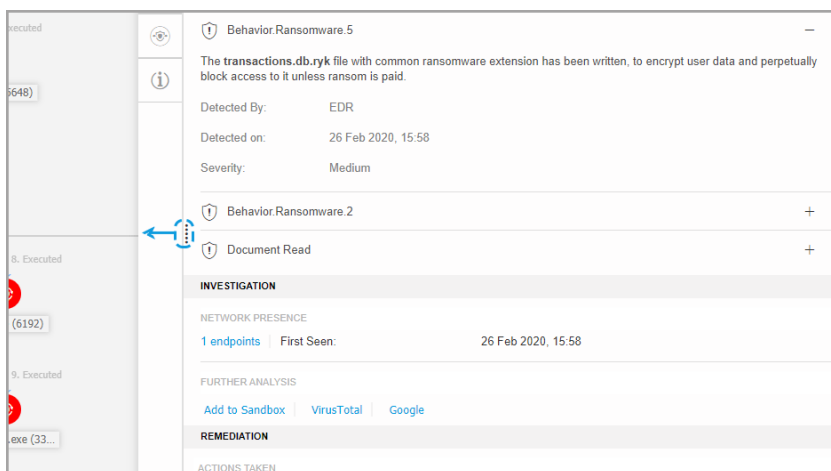 executed
5648)
8. Executed
(6192)
9. Executed
.exe (33...
Behavior.Ransomware.5
The transactions.db.ryk file with common ransomware extension has been written, to encrypt user data and perpetually
block access to it unless ransom is paid.
Detected By: EDR
Detected on: 26 Feb 2020, 15:58
Severity: Medium
Behavior.Ransomware.2
Document Read
INVESTIGATION
NETWORK PRESENCE
1 endpoints First Seen: 26 Feb 2020, 15:58
FURTHER ANALYSIS
Add to Sandbox VirusTotal Google
REMEDIATION
ACTIONS TAKEN